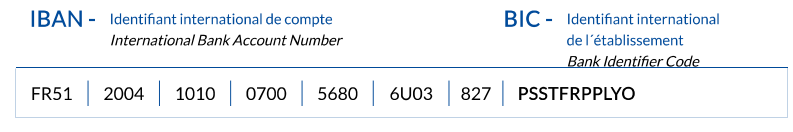 IBAN - Identifiant international de compte
International Bank Account Number
BIC - Identifiant international
de l´établissement
Bank Identifier Code
FR51 2004 1010 0700 5680 6U03 827 PSSTFRPPLYO